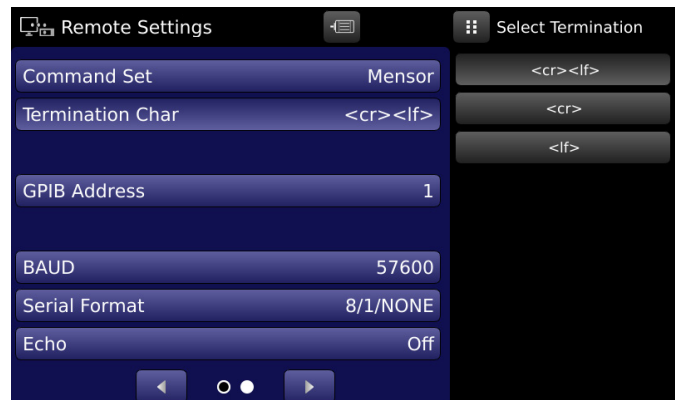 Remote Settings
Select Termination
Command Set Mensor
Termination Char <cr><lf>
GPIB Address 1
BAUD 57600
Serial Format 8/1/NONE
Echo Off
<cr><lf>
<cr>
<lf>